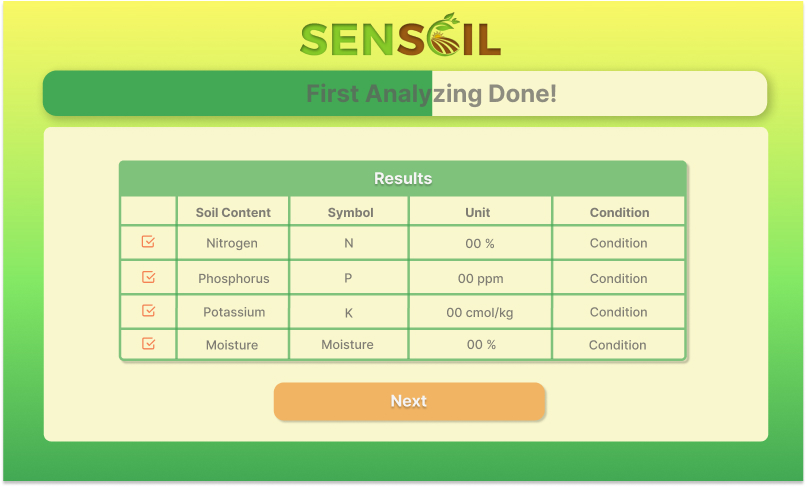 SENSOIL
First Analyzing Done!
Results
Soil Content Symbol Unit Condition
Nitrogen N 00 % Condition
Phosphorus P 00 ppm Condition
Potassium K 00 cmol/kg Condition
Moisture Moisture 00 % Condition
Next